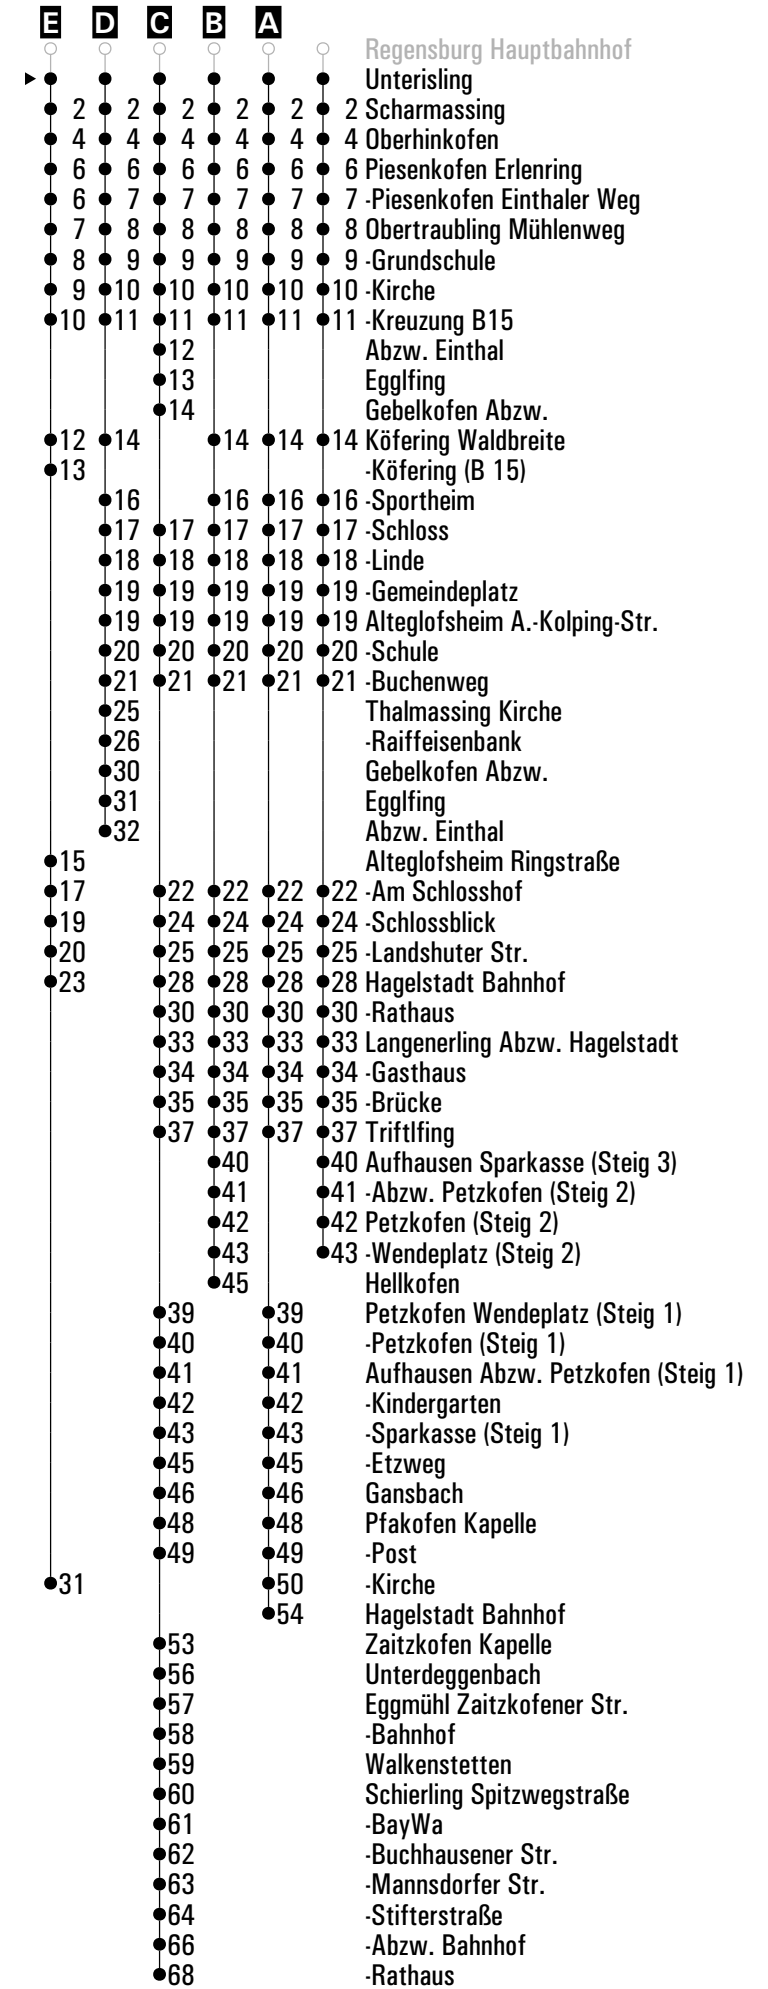 E D C B A
Regensburg Hauptbahnhof
Unterisling
2 2 2 2 2 2 Scharmassing
4 4 4 4 4 4 Oberhinkofen
6 6 6 6 6 6 Piesenkofen Erlenring
6 7 7 7 7 7 -Piesenkofen Einthaler Weg
7 8 8 8 8 8 Obertraubling Mühlenweg
8 9 9 9 9 9 -Grundschule
9 10 10 10 10 10 -Kirche
10 11 11 11 11 11 -Kreuzung B15
12 Abzw. Einthal
13 Egglfing
14 Gebelkofen Abzw.
12 14 14 14 14 Köfering Waldbreite
13 -Köfering (B 15)
16 16 16 16 -Sportheim
17 17 17 17 17 -Schloss
18 18 18 18 18 -Linde
19 19 19 19 19 -Gemeindeplatz
19 19 19 19 19 Alteglofsheim A.-Kolping-Str.
20 20 20 20 20 -Schule
21 21 21 21 21 -Buchenweg
25 Thalmassing Kirche
26 -Raiffeisenbank
30 Gebelkofen Abzw.
31 Egglfing
32 Abzw. Einthal
15 Alteglofsheim Ringstraße
17 22 22 22 22 -Am Schlosshof
19 24 24 24 24 -Schlossblick
20 25 25 25 25 -Landshuter Str.
23 28 28 28 28 Hagelstadt Bahnhof
30 30 30 30 -Rathaus
33 33 33 33 Langenerling Abzw. Hagelstadt
34 34 34 34 -Gasthaus
35 35 35 35 -Brücke
37 37 37 37 Triftlfing
40 40 Aufhausen Sparkasse (Steig 3)
41 41 -Abzw. Petzkofen (Steig 2)
42 42 Petzkofen (Steig 2)
43 43 -Wendeplatz (Steig 2)
45 Hellkofen
39 39 Petzkofen Wendeplatz (Steig 1)
40 40 -Petzkofen (Steig 1)
41 41 Aufhausen Abzw. Petzkofen (Steig 1)
42 42 -Kindergarten
43 43 -Sparkasse (Steig 1)
45 45 -Etzweg
46 46 Gansbach
48 48 Pfakofen Kapelle
49 49 -Post
31 50 -Kirche
54 Hagelstadt Bahnhof
53 Zaitzkofen Kapelle
56 Unterdeggenbach
57 Eggmühl Zaitzkofener Str.
58 -Bahnhof
59 Walkenstetten
60 Schierling Spitzwegstraße
61 -BayWa
62 -Buchhausener Str.
63 -Mannsdorfer Str.
64 -Stifterstraße
66 -Abzw. Bahnhof
68 -Rathaus